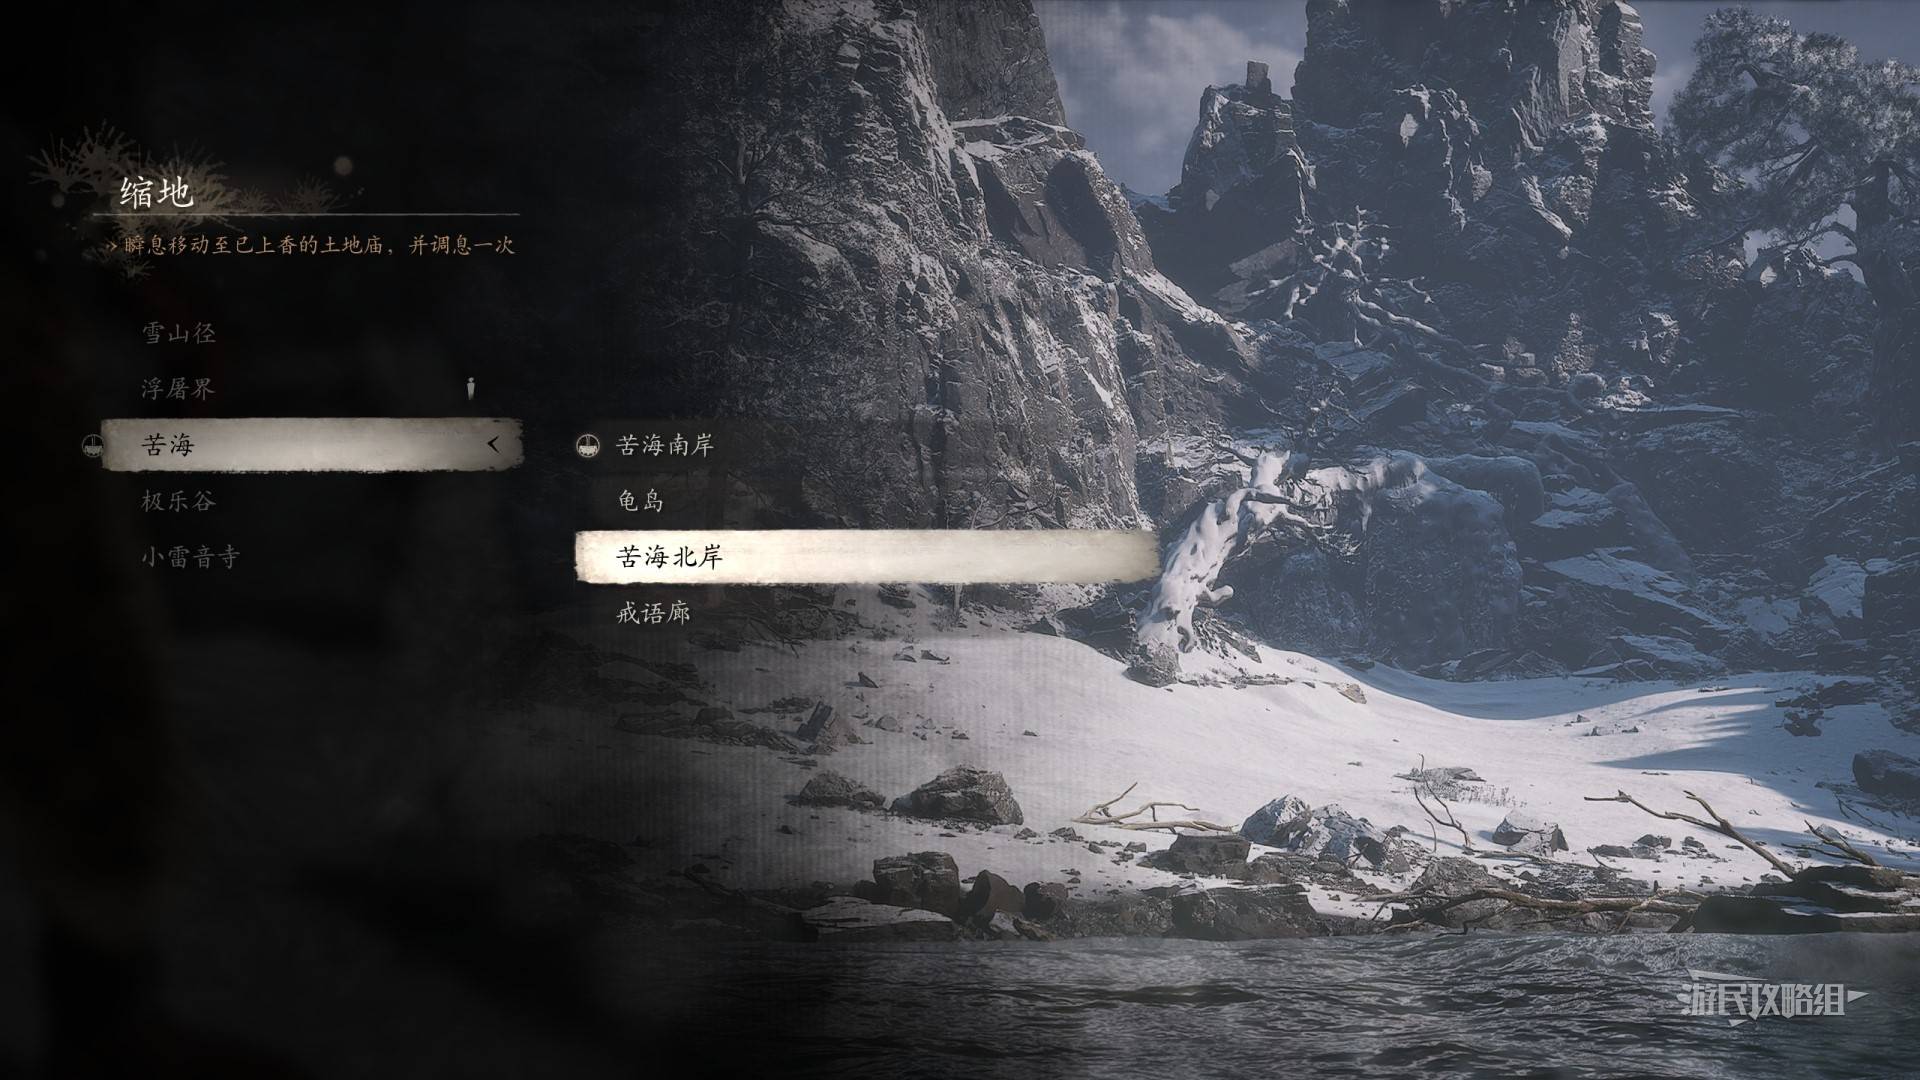 缩地
瞬息移动至已上香的土地庙，并调息一次
雪山径
浮屠界
苦海
极乐谷
小雷音寺
苦海南岸
龟岛
苦海北岸
戒语廊
游民攻略组